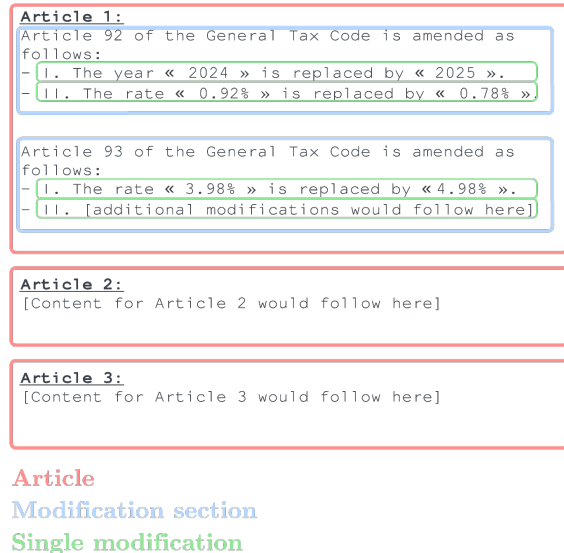 Article 1:
Article 92 of the General Tax Code is amended as
follows:
- I. The year « 2024 » is replaced by « 2025 ».
- II. The rate « 0.92% » is replaced by « 0.78% ».
Article 93 of the General Tax Code is amended as
follows:
- I. The rate « 3.98% » is replaced by «4.98% ».
- II. [additional modifications would follow here]
Article 2:
[Content for Article 2 would follow here]
Article 3:
[Content for Article 3 would follow here]
Article
Modification section
Single modification